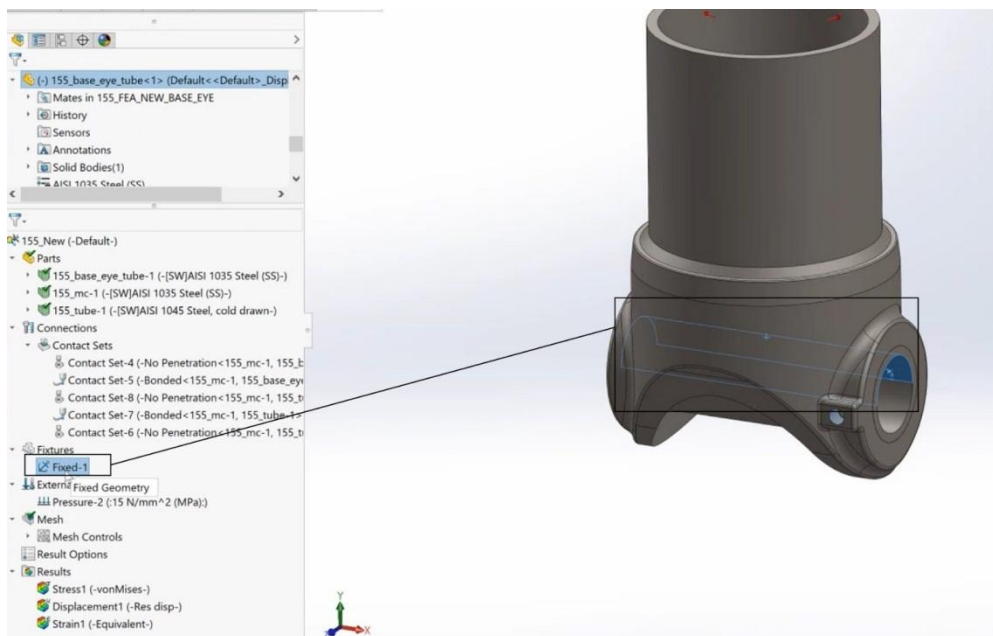 (-) 155_base_eye_tube<1> (Default<<Default>_Disp
Mates in 155_FEA_NEW_BASE_EYE
History
Sensors
Annotations
Solid Bodies(1)
AISI 1035 Steel (SS)
155_New (-Default-)
Parts
155_base_eye_tube-1 (-[SW]AISI 1035 Steel (SS)-)
155_mc-1 (-[SW]AISI 1035 Steel (SS)-)
155_tube-1 (-[SW]AISI 1045 Steel, cold drawn-)
Connections
Contact Sets
Contact Set-4 (-No Penetration<155_mc-1, 155_b
Contact Set-5 (-Bonded<155_mc-1, 155_base_eye
Contact Set-8 (-No Penetration<155_mc-1, 155_t
Contact Set-7 (-Bonded<155_mc-1, 155_tube-1>
Contact Set-6 (-No Penetration<155_mc-1, 155_t
Fixtures
Fixed-1
Externa
Fixed Geometry
Pressure-2 (:15 N/mm^2 (MPa):)
Mesh
Mesh Controls
Result Options
Results
Stress1 (-vonMises-)
Displacement1 (-Res disp-)
Strain1 (-Equivalent-)
Y
X